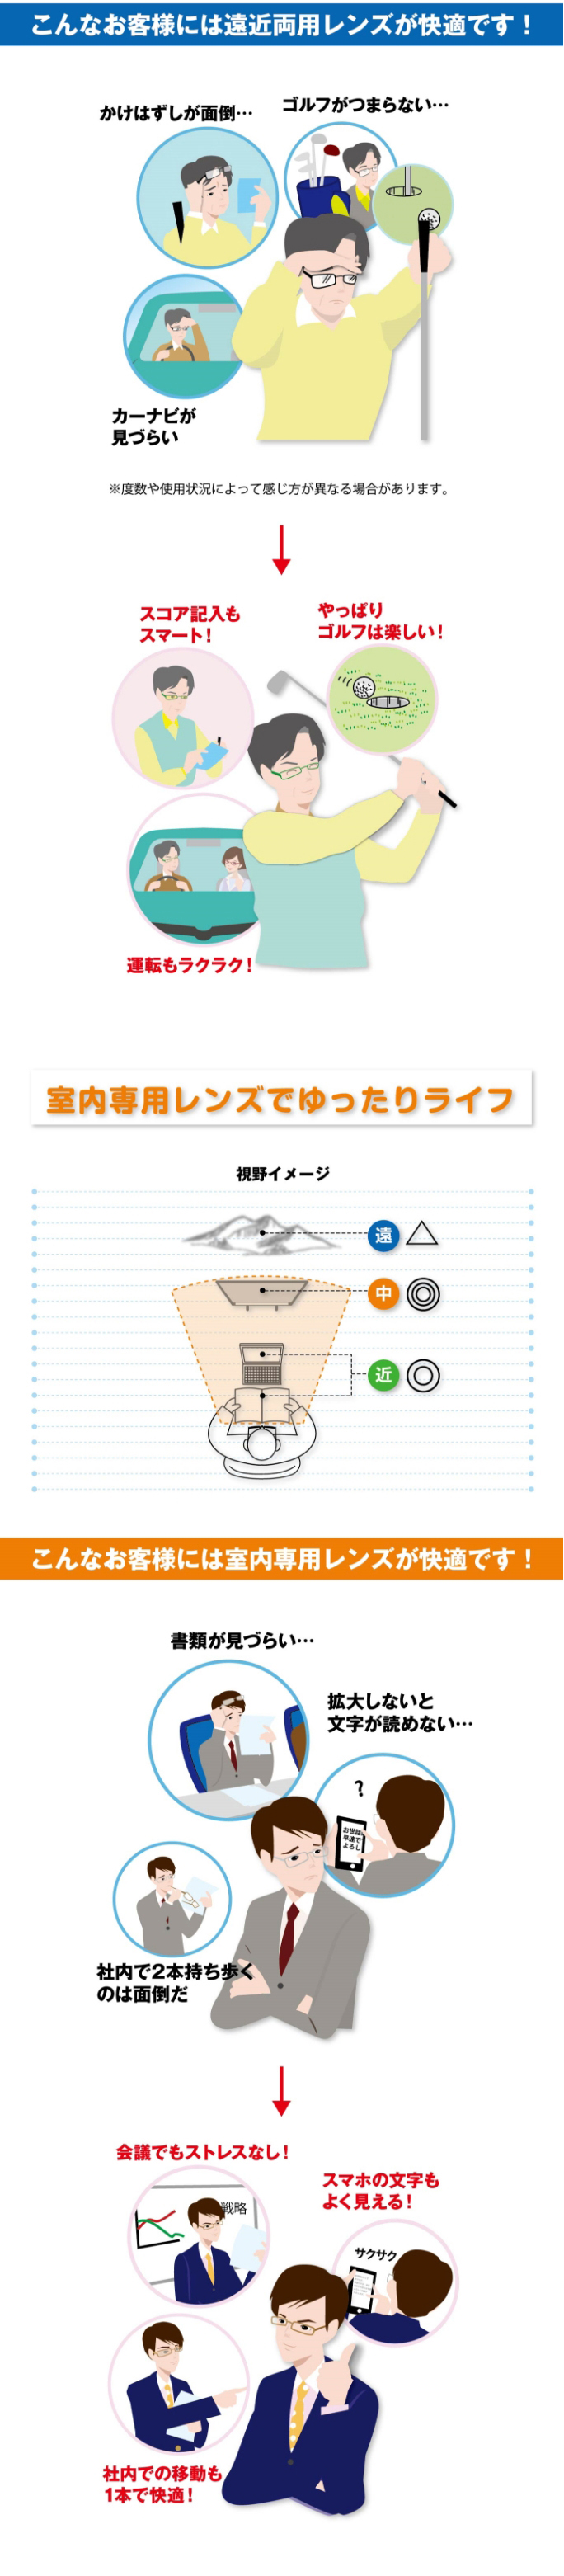 こんなお客様には遠近両用レンズが快適です！
かけはずしが面倒…
ゴルフがつまらない…
カーナビが
見づらい
※度数や使用状況によって感じ方が異なる場合があります。
スコア記入も
スマート！
やっぱり
ゴルフは楽しい！
運転もラクラク！
室内専用レンズでゆったりライフ
視野イメージ
遠
中
近
こんなお客様には室内専用レンズが快適です！
書類が見づらい…
拡大しないと
文字が読めない…
?
お世話
早速で
よろし
社内で2本持ち歩く
のは面倒だ
会議でもストレスなし！
戦略
スマホの文字も
よく見える！
サクサク
社内での移動も
1本で快適！